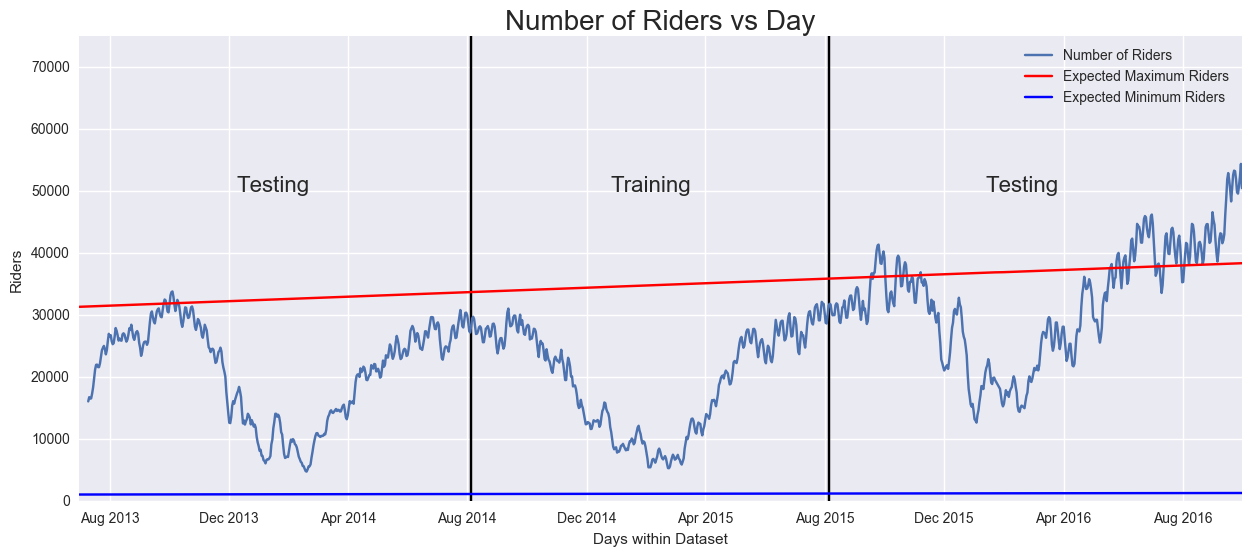 Number of Riders vs Day
Number of Riders
Expected Maximum Riders
Expected Minimum Riders
70000
60000
50000
40000
30000
20000
10000
0
Riders
Testing
Training
Testing
Aug 2013
Dec 2013
Apr 2014
Aug 2014
Dec 2014
Apr 2015
Aug 2015
Dec 2015
Apr 2016
Aug 2016
Days within Dataset